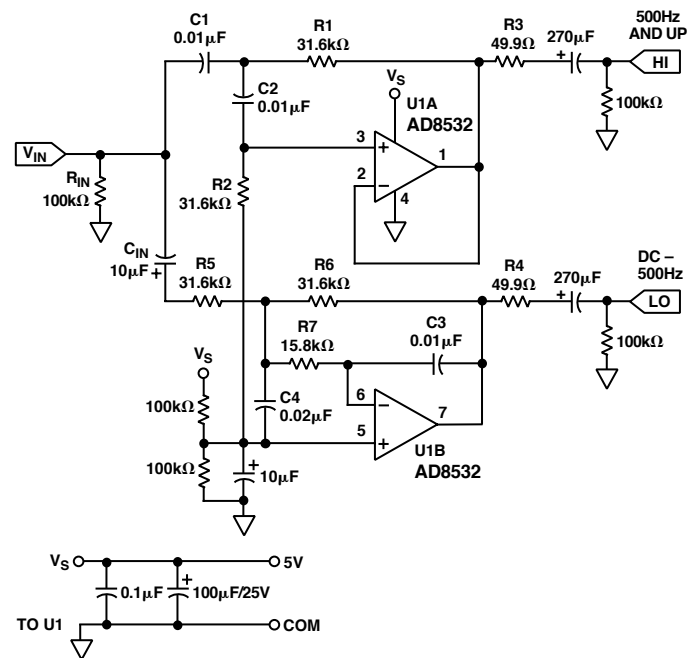 C1
0.01µF
R1
31.6kΩ
R3
49.9Ω
270µF
+
500Hz
AND UP
HI
C2
0.01µF
VS
U1A
AD8532
100kΩ
VIN
3
+
1
2
−
4
RIN
100kΩ
R2
31.6kΩ
CIN
10µF
+
R5
31.6kΩ
R6
31.6kΩ
R4
49.9Ω
270µF
+
DC –
500Hz
LO
R7
15.8kΩ
C3
0.01µF
100kΩ
VS
100kΩ
C4
0.02µF
6
−
7
5
+
U1B
AD8532
100kΩ
+
10µF
VS
5V
0.1µF
+
100µF/25V
TO U1
COM